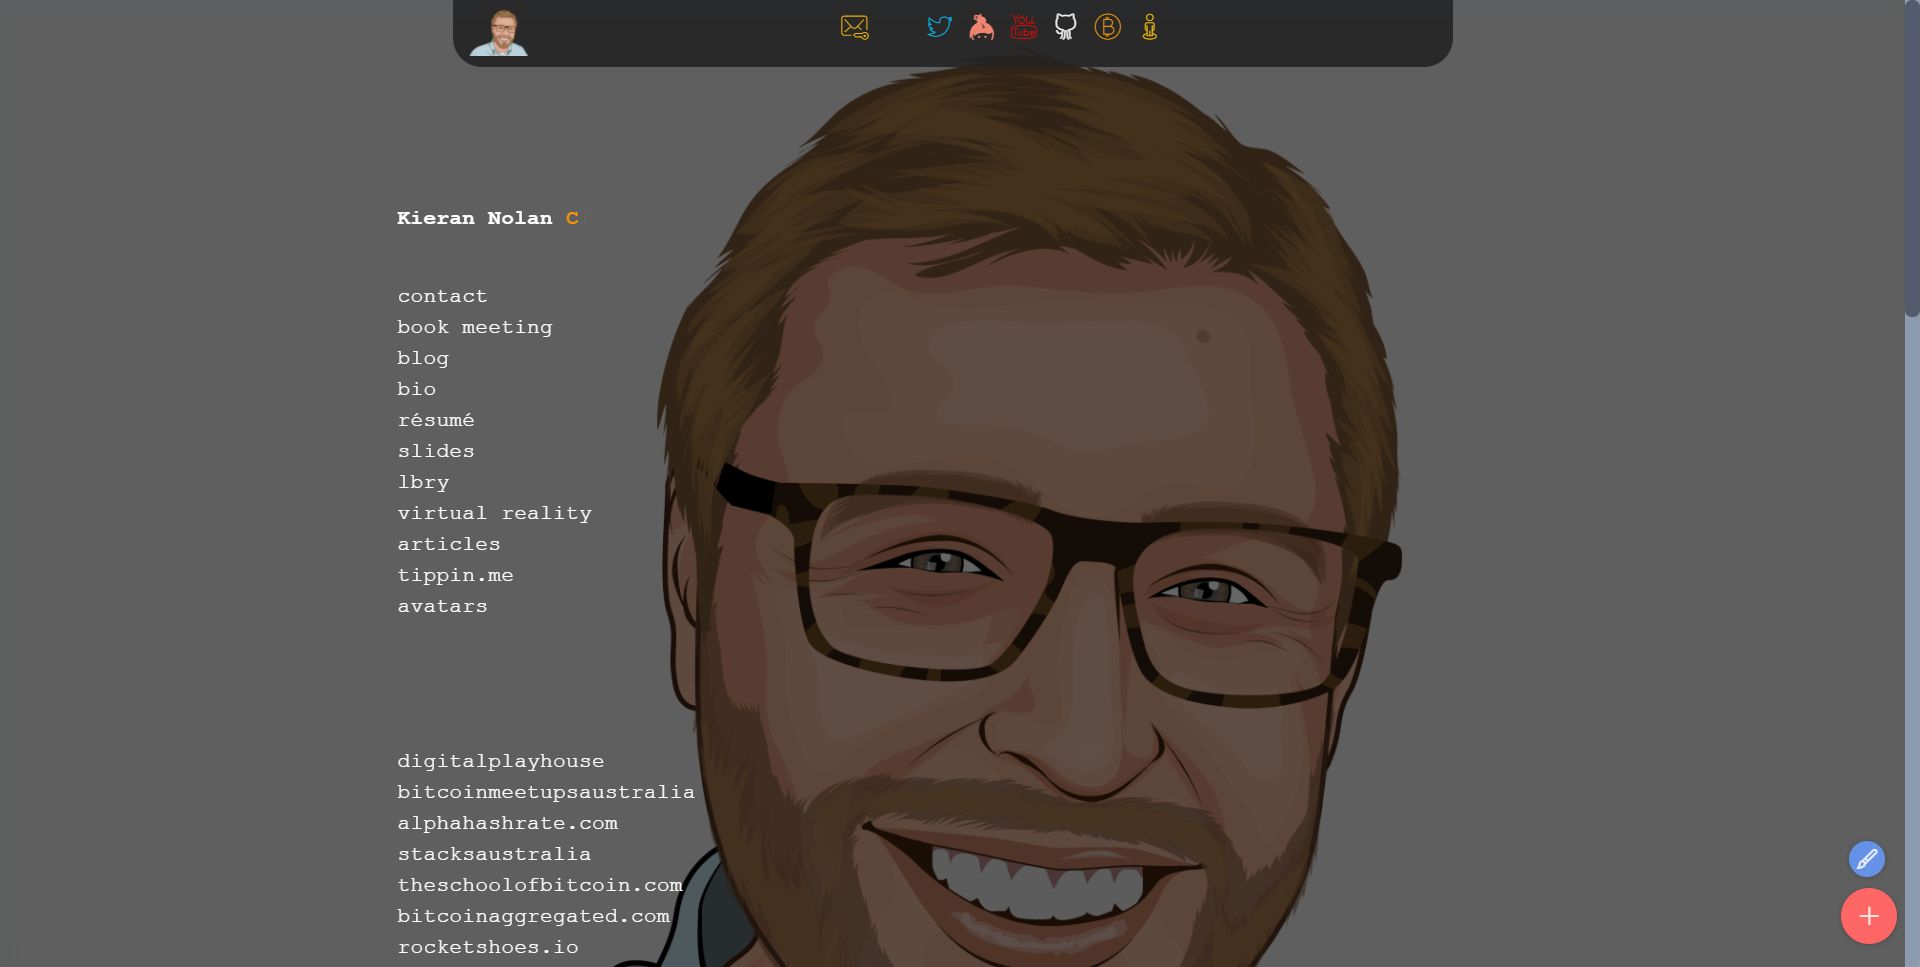 You
Tube
Kieran Nolan C
contact
book meeting
blog
bio
résumé
slides
lbry
virtual reality
articles
tippin.me
avatars
digitalplayhouse
bitcoinmeetupsaustralia
alphahashrate.com
stacksaustralia
theschoolofbitcoin.com
bitcoinaggregated.com
rocketshoes.io